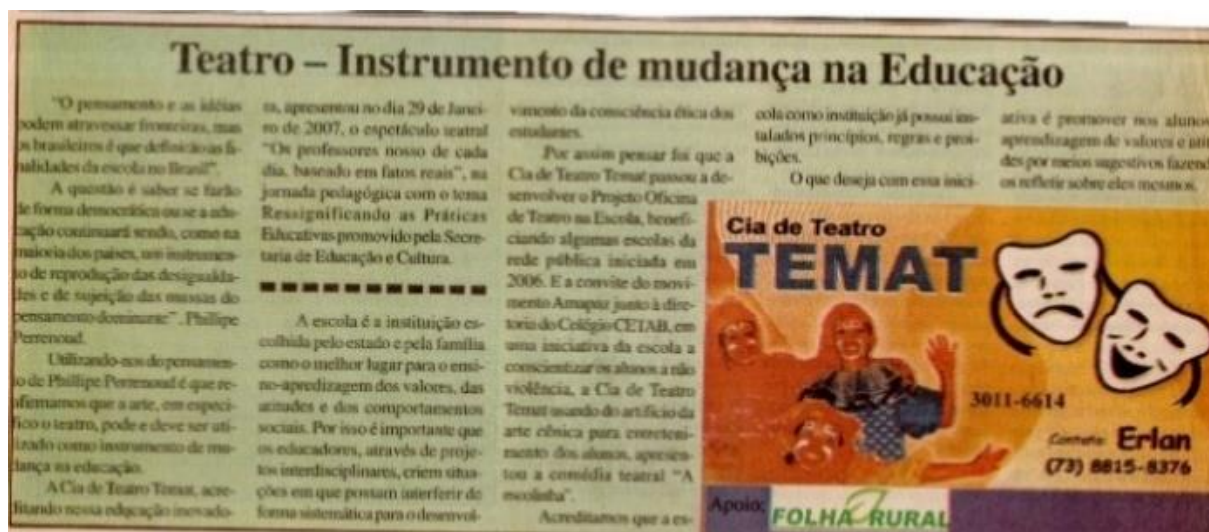 Teatro – Instrumento de mudança na Educação
"O pensamento e as idéias
podem atravessar fronteiras, mas
os brasileiros é que definirão as fi-
nalidades da escola no Brasil".
A questão é saber se farão
de forma democrática ou se a edu-
cação continuará sendo, como na
maioria dos países, um instrumen-
to de reprodução das desigualda-
des e de sujeição das massas do
pensamento dominante". Phillipe
Perrenoud.
Utilizando-nos do pensamen-
to de Phillipe Perrenoud é que re-
afirmamos que a arte, em especí-
fico o teatro, pode e deve ser uti-
lizado como instrumento de mu-
dança na educação.
A Cia de Teatro Temat, acre-
ditando nessa educação inovado-
ra, apresentou no dia 29 de Janei-
ro de 2007, o espetáculo teatral
"Os professores nosso de cada
dia, baseado em fatos reais", na
jornada pedagógica com o tema
Ressignificando as Práticas
Educativas promovido pela Secre-
taria de Educação e Cultura.
A escola é a instituição es-
colhida pelo estado e pela família
como o melhor lugar para o ensi-
no-apredizagem dos valores, das
atitudes e dos comportamentos
sociais. Por isso é importante que
os educadores, através de proje-
tos interdisciplinares, criem situa-
ções em que possam interferir de
forma sistemática para o desenvol-
vimento da consciência ética dos
estudantes.
Por assim pensar foi que a
Cia de Teatro Temat passou a de-
senvolver o Projeto Oficina
de Teatro na Escola, benefi-
ciando algumas escolas da
rede pública iniciada em
2006. E a convite do movi-
mento Amapaz junto à dire-
toria do Colégio CETAB, em
uma iniciativa da escola a
conscientizar os alunos a não
violência, a Cia de Teatro
Temat usando do artifício da
arte cênica para entreteni-
mento dos alunos, apresen-
tou a comédia teatral "A
escolinha".
Acreditamos que a es-
cola como instituição já possui ins-
talados princípios, regras e proi-
bições.
O que deseja com essa inici-
ativa é promover nos alunos
aprendizagem de valores e atitu-
des por meios sugestivos fazendo
os refletir sobre eles mesmos.
Cia de Teatro
TEMAT
3011-6614
Contato: Erlan
(73) 8815-8376
Apoio: FOLHA RURAL